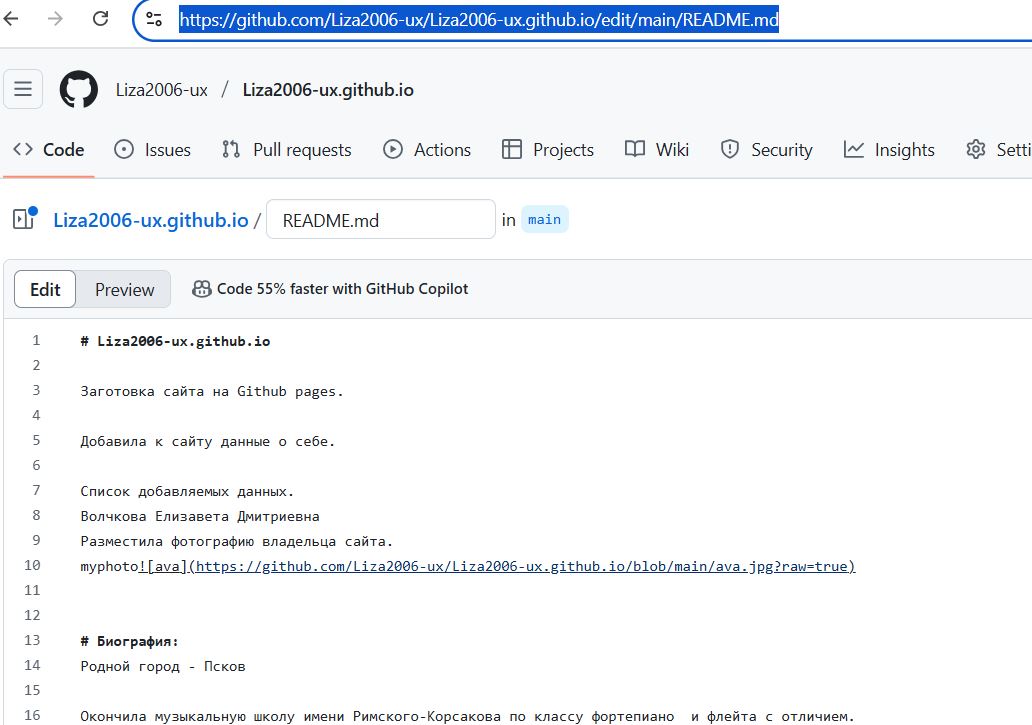 https://github.com/Liza2006-ux/Liza2006-ux.github.io/edit/main/README.md
Liza2006-ux / Liza2006-ux.github.io
Code Issues Pull requests Actions Projects Wiki Security Insights Setti
Liza2006-ux.github.io / README.md in main
Edit Preview Code 55% faster with GitHub Copilot
1 # Liza2006-ux.github.io
2
3 Заготовка сайта на Github pages.
4
5 Добавила к сайту данные о себе.
6
7 Список добавляемых данных.
8 Волчкова Елизавета Дмитриевна
9 Разместила фотографию владельца сайта.
10 myphoto![ava](https://github.com/Liza2006-ux/Liza2006-ux.github.io/blob/main/ava.jpg?raw=true)
11
12
13 # Биография:
14 Родной город - Псков
15
16 Окончила музыкальную школу имени Римского-Корсакова по классу фортепиано  и флейта с отличием.